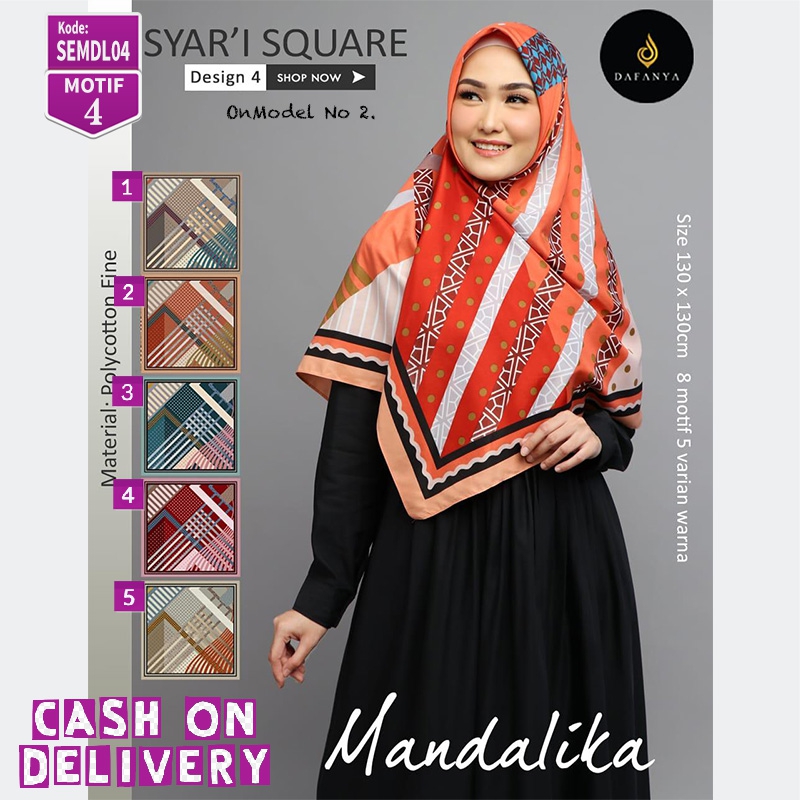 Kode:
SEMDL04
MOTIF
4
SYAR'I SQUARE
Design 4 SHOP NOW
OnModel No 2.
DAFANYA
1
2
3
4
5
Material: Polycotton Fine
Size 130 x 130cm 8 motif 5 varian warna
CASH ON
DELIVERY
Mandalika